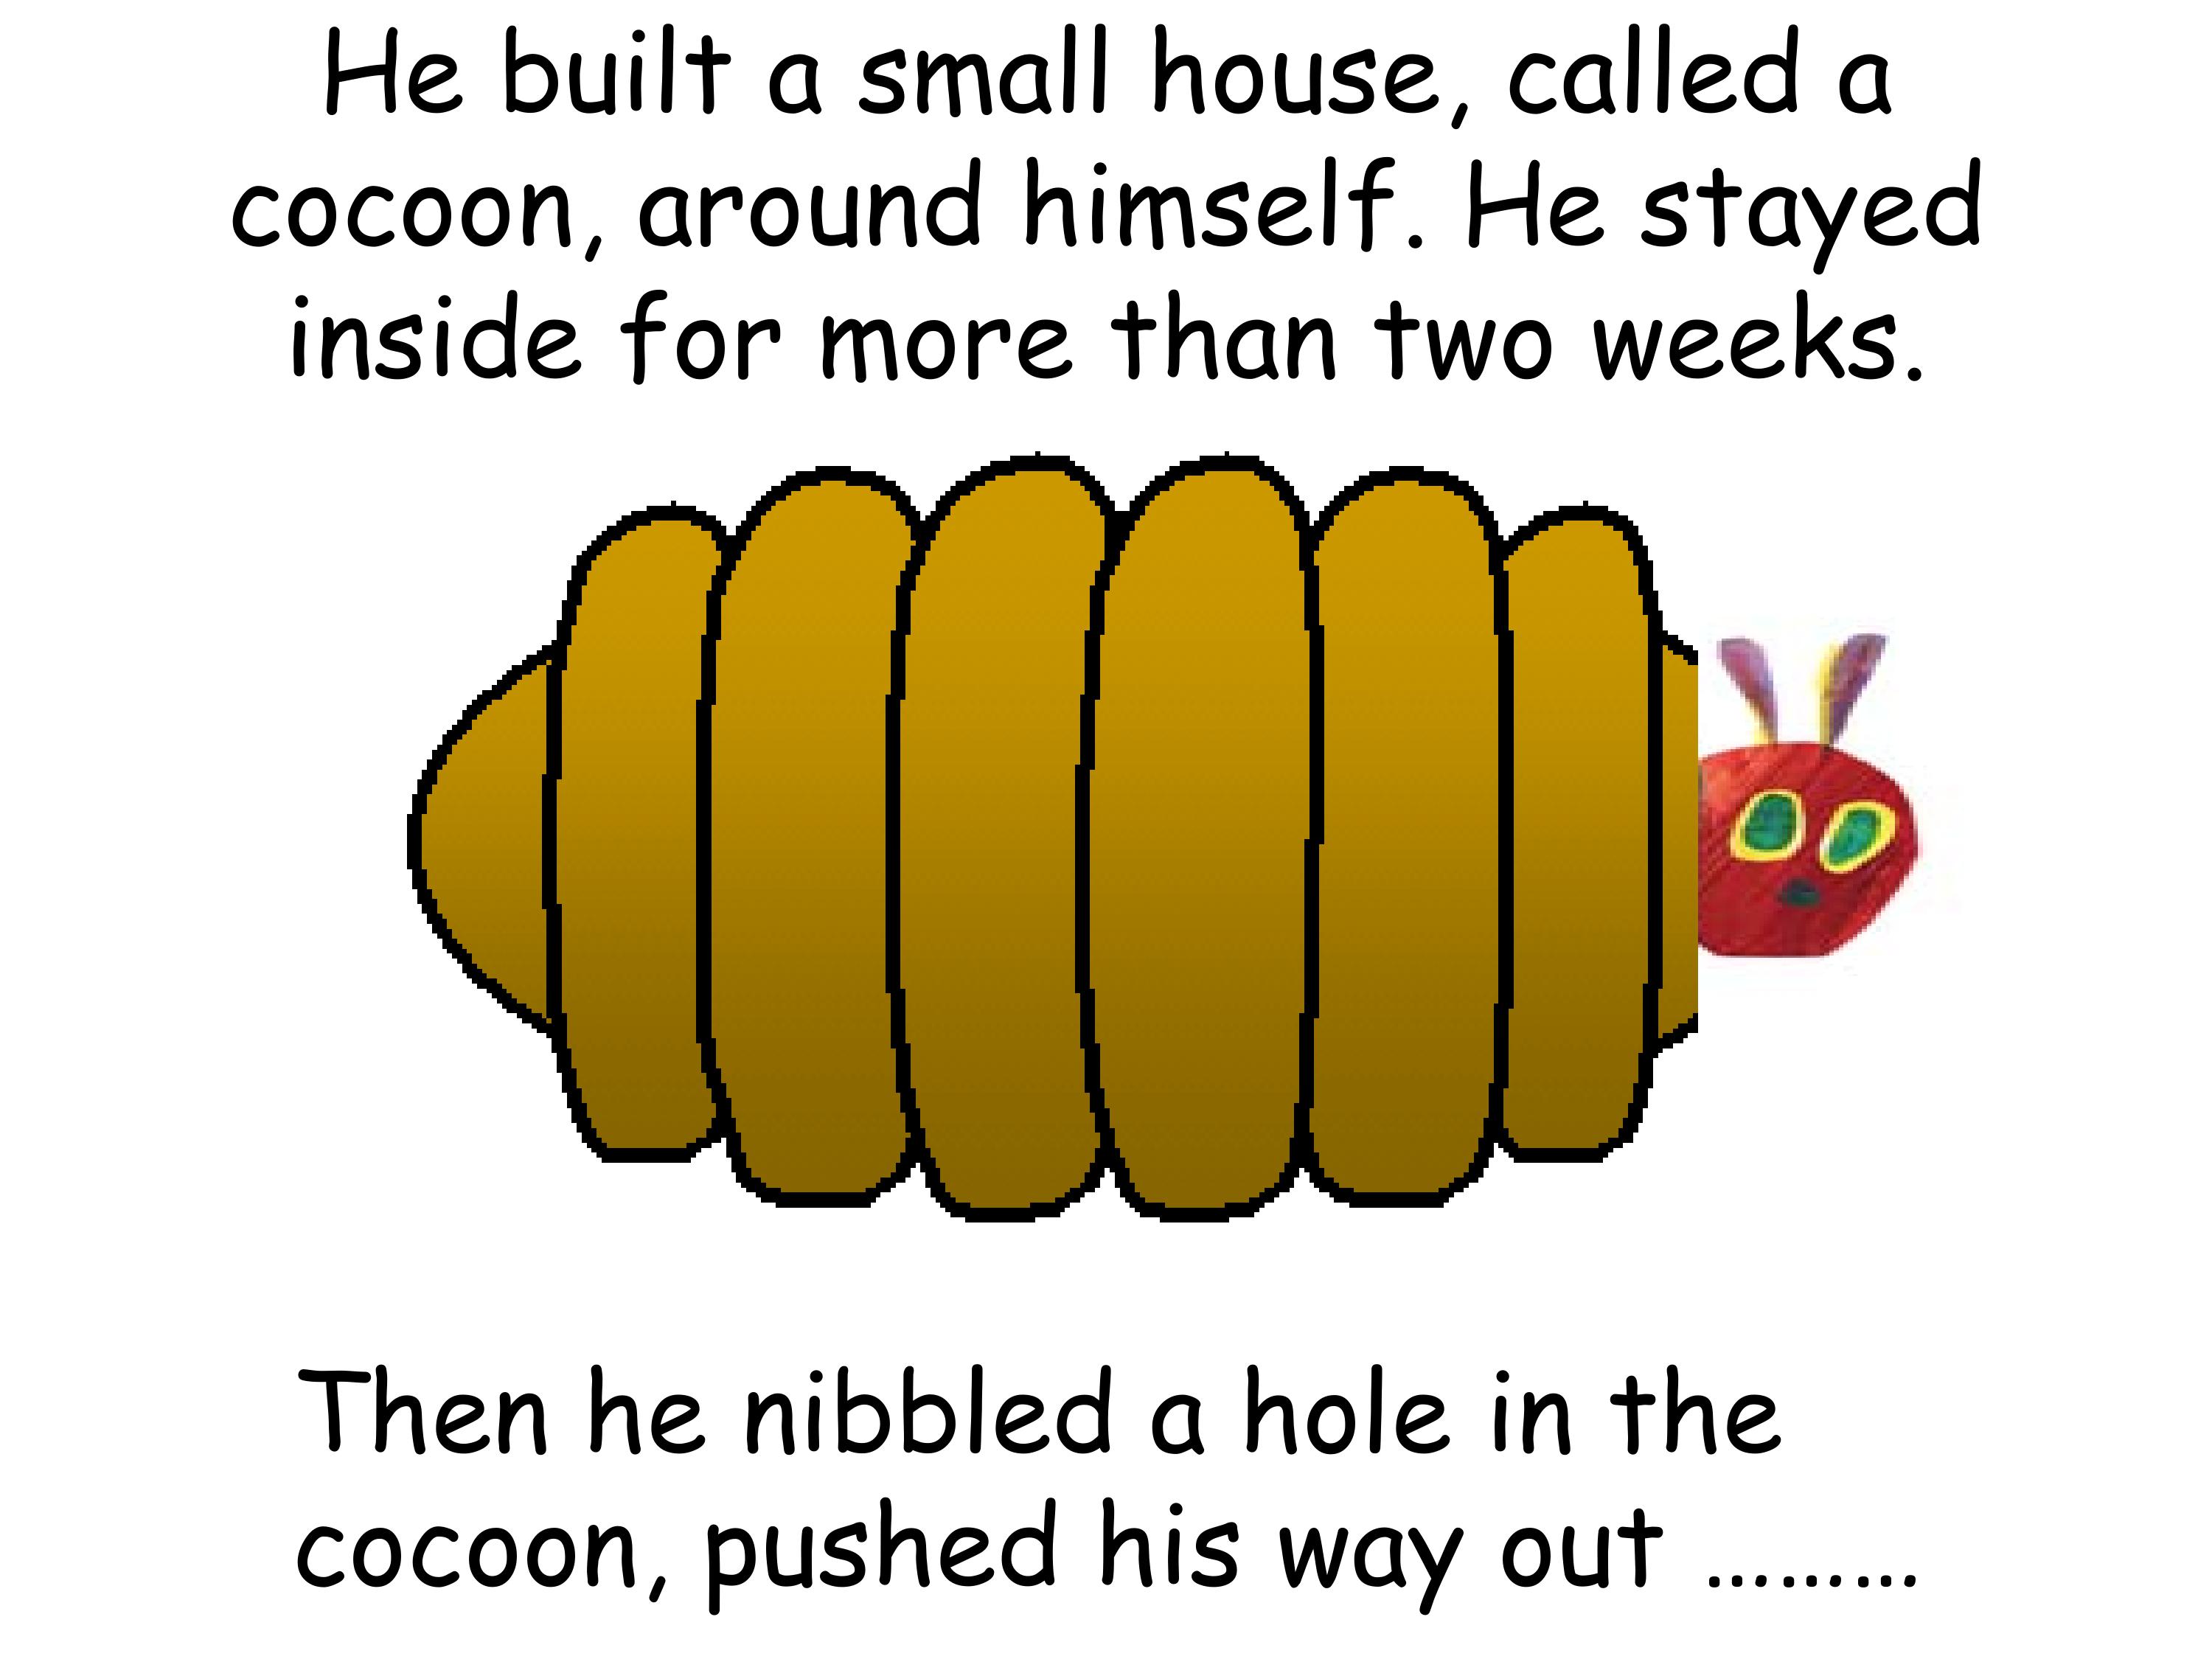 He built a small house, called a
cocoon, around himself. He stayed
inside for more than two weeks.
Then he nibbled a hole in the
cocoon, pushed his way out .........